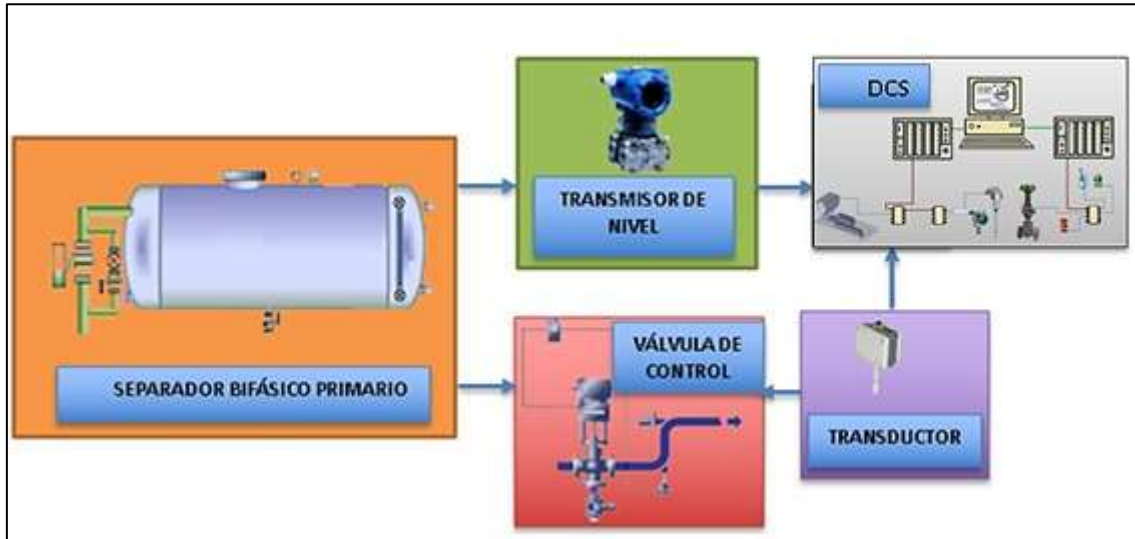 DCS
TRANSMISOR DE
NIVEL
VÁLVULA DE
CONTROL
SEPARADOR BIFÁSICO PRIMARIO
TRANSDUCTOR